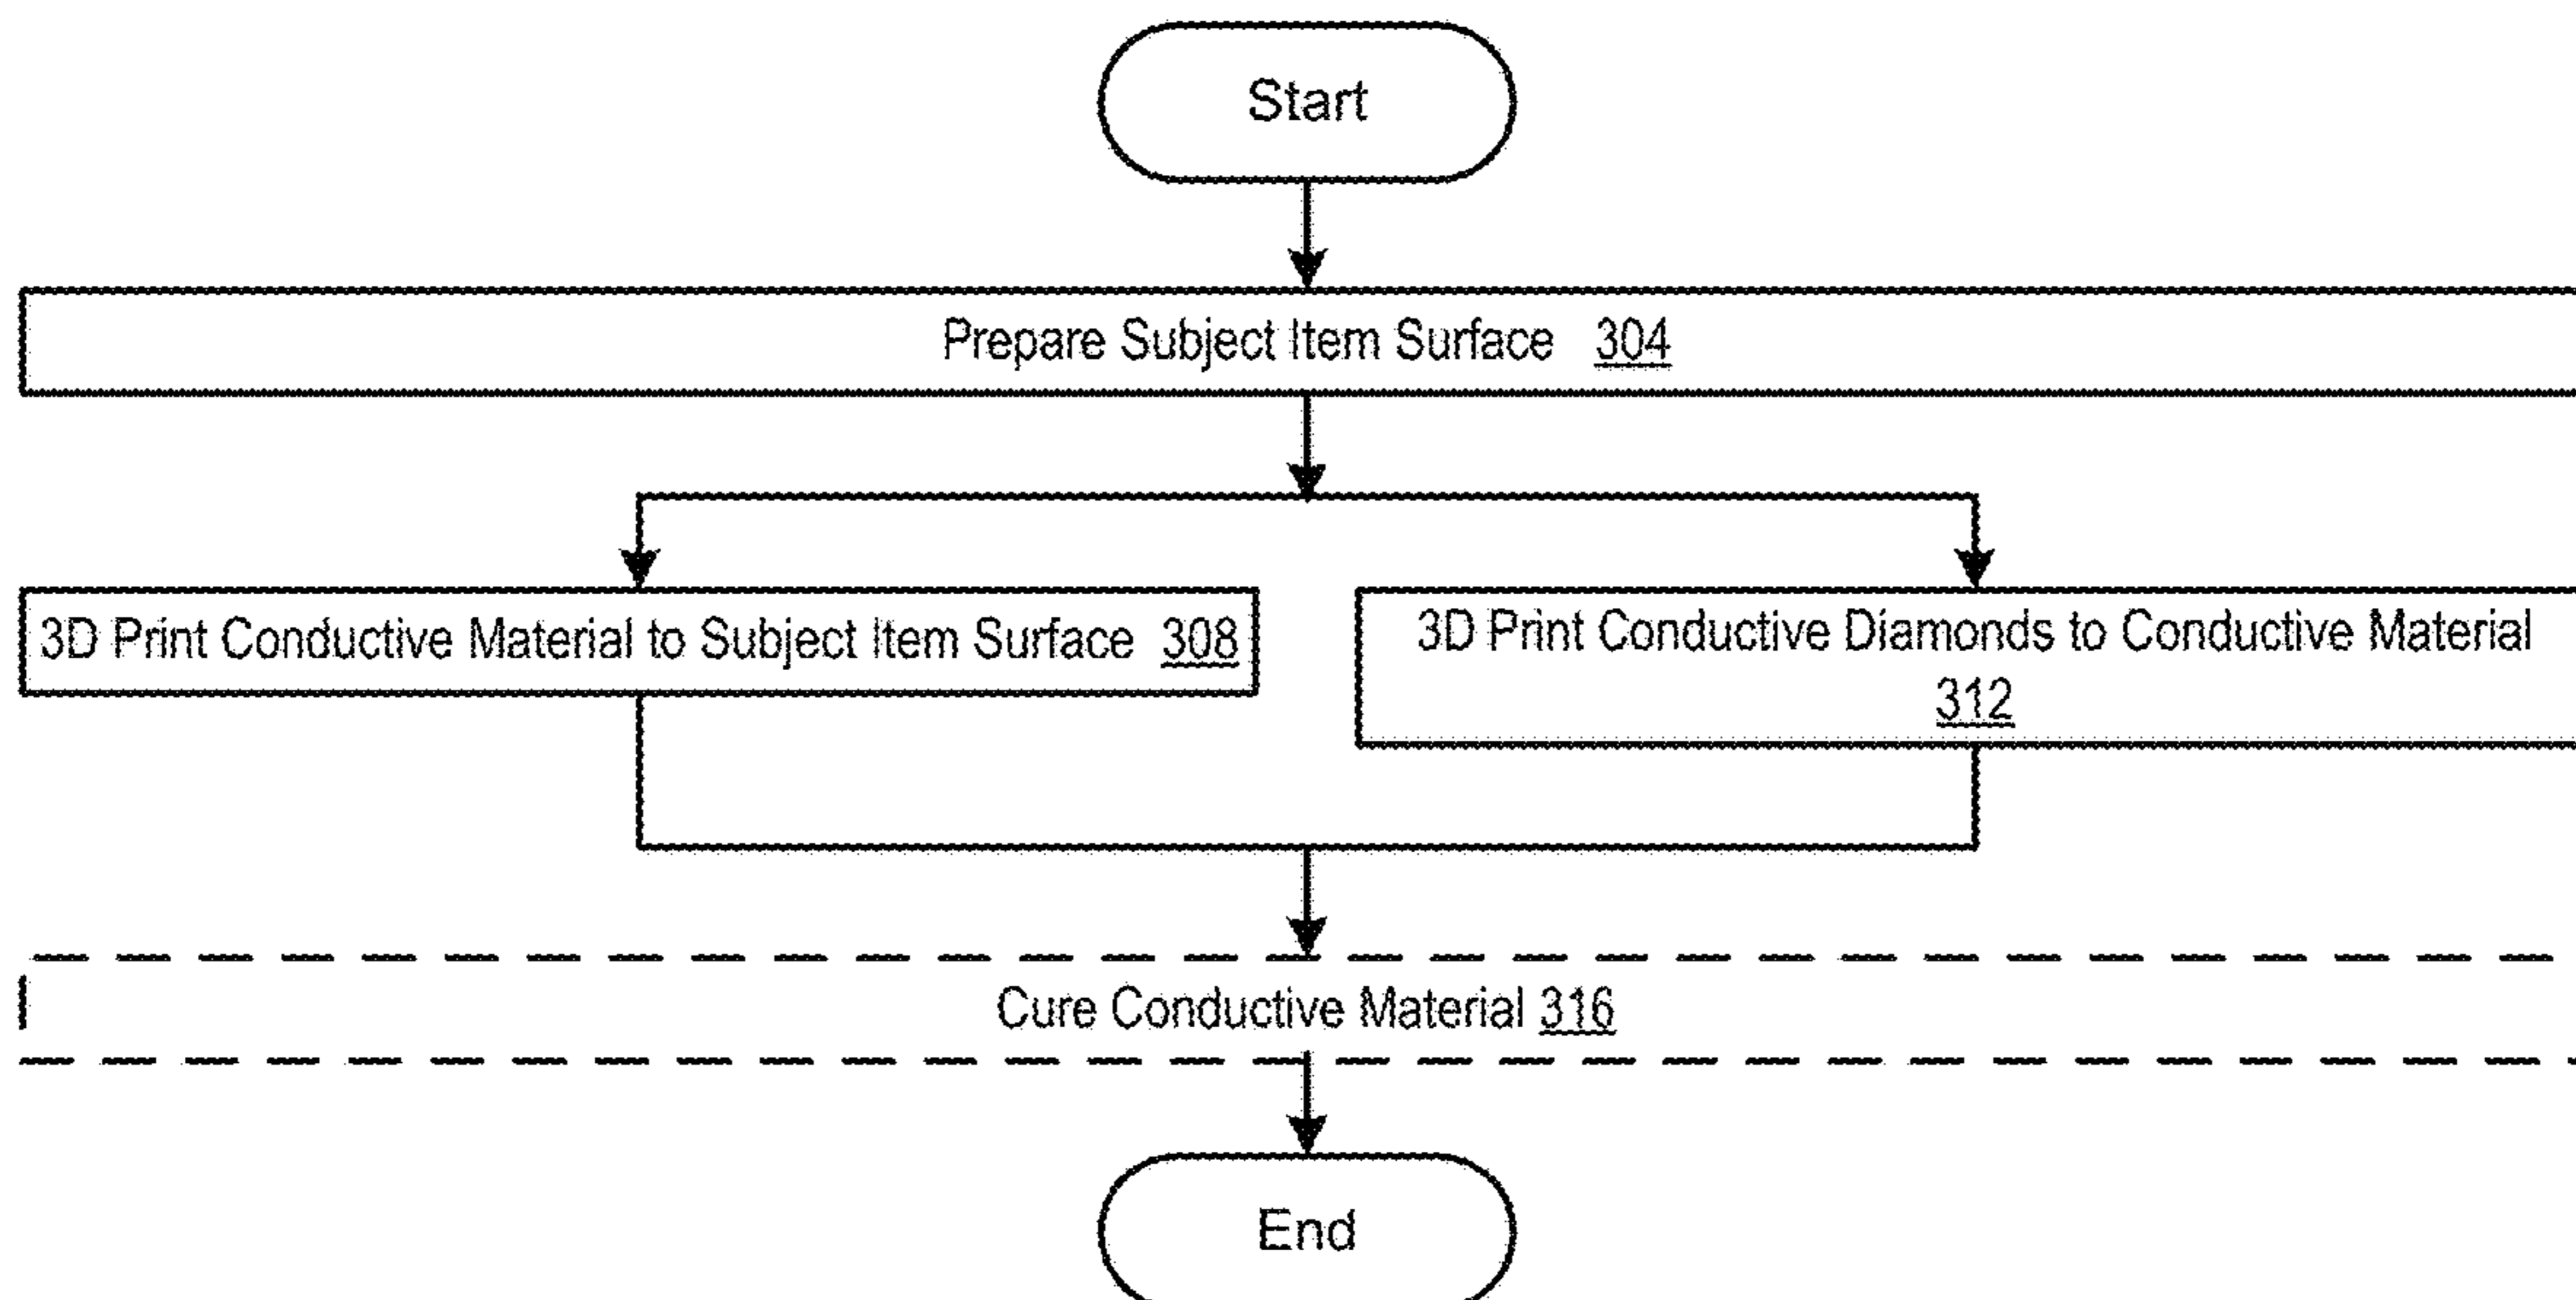 Start
Prepare Subject Item Surface 304
3D Print Conductive Material to Subject Item Surface 308
3D Print Conductive Diamonds to Conductive Material
312
Cure Conductive Material 316
End